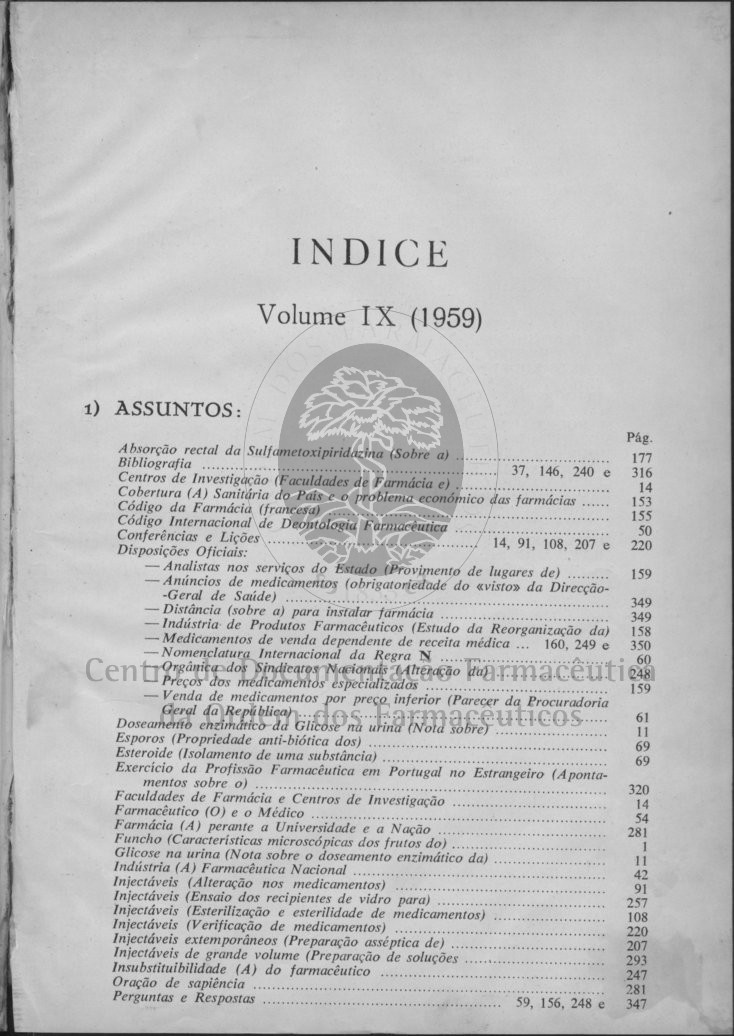 INDICE
Volume IX (1959)
1) ASSUNTOS:
Pág.
Absorção rectal da Sulfametoxipiridazina (Sobre a) ........ 177
Bibliografia ........ 37, 146, 240 e 316
Centros de Investigação (Faculdades de Farmácia e) ........ 14
Cobertura (A) Sanitária do País e o problema económico das farmácias ...... 153
Código da Farmácia (francesa) ........ 155
Código Internacional de Deontologia Farmacêutica ........ 50
Conferências e Lições ........ 14, 91, 108, 207 e 220
Disposições Oficiais:
— Analistas nos serviços do Estado (Provimento de lugares de) ........ 159
— Anúncios de medicamentos (obrigatoriedade do «visto» da Direcção-
-Geral de Saúde) ........ 349
— Distância (sobre a) para instalar farmácia ........ 349
— Indústria de Produtos Farmacêuticos (Estudo da Reorganização da) 158
— Medicamentos de venda dependente de receita médica ... 160, 249 e 350
— Nomenclatura Internacional da Regra N ........ 60
— Orgânica dos Sindicatos Nacionais (Alteração da) ........ 248
— Preços dos medicamentos especializados ........ 159
— Venda de medicamentos por preço inferior (Parecer da Procuradoria
Geral da República) ........ 61
Doseamento enzimático da Glicose na urina (Nota sobre) ........ 11
Esporos (Propriedade anti-biótica dos) ........ 69
Esteroide (Isolamento de uma substância) ........ 69
Exercício da Profissão Farmacêutica em Portugal no Estrangeiro (Aponta-
mentos sobre o) ........ 320
Faculdades de Farmácia e Centros de Investigação ........ 14
Farmacêutico (O) e o Médico ........ 54
Farmácia (A) perante a Universidade e a Nação ........ 281
Funcho (Características microscópicas dos frutos do) ........ 1
Glicose na urina (Nota sobre o doseamento enzimático da) ........ 11
Indústria (A) Farmacêutica Nacional ........ 42
Injectáveis (Alteração nos medicamentos) ........ 91
Injectáveis (Ensaio dos recipientes de vidro para) ........ 257
Injectáveis (Esterilização e esterilidade de medicamentos) ........ 108
Injectáveis (Verificação de medicamentos) ........ 220
Injectáveis extemporâneos (Preparação asséptica de) ........ 207
Injectáveis de grande volume (Preparação de soluções ........ 293
Insubstituibilidade (A) do farmacêutico ........ 247
Oração de sapiência ........ 281
Perguntas e Respostas ........ 59, 156, 248 e 347
Centro de Documentação Farmacêutica
da Ordem dos Farmacêuticos